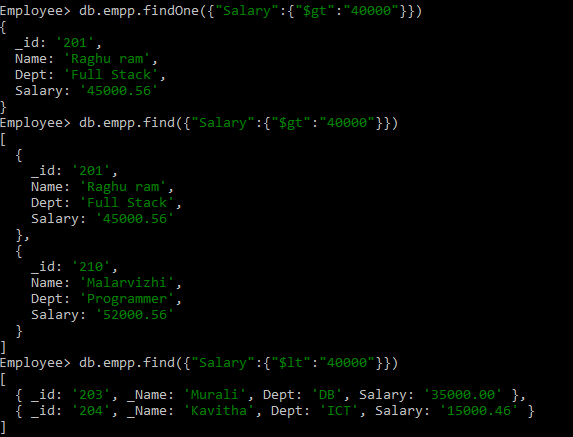 Employee> db.empp.findOne({"Salary":{"$gt":"40000"}})
{
  _id: '201',
  Name: 'Raghu ram',
  Dept: 'Full Stack',
  Salary: '45000.56'
}
Employee> db.empp.find({"Salary":{"$gt":"40000"}})
[
  {
    _id: '201',
    Name: 'Raghu ram',
    Dept: 'Full Stack',
    Salary: '45000.56'
  },
  {
    _id: '210',
    Name: 'Malarvizhi',
    Dept: 'Programmer',
    Salary: '52000.56'
  }
]
Employee> db.empp.find({"Salary":{"$lt":"40000"}})
[
  { _id: '203', _Name: 'Murali', Dept: 'DB', Salary: '35000.00' },
  { _id: '204', _Name: 'Kavitha', Dept: 'ICT', Salary: '15000.46' }
]